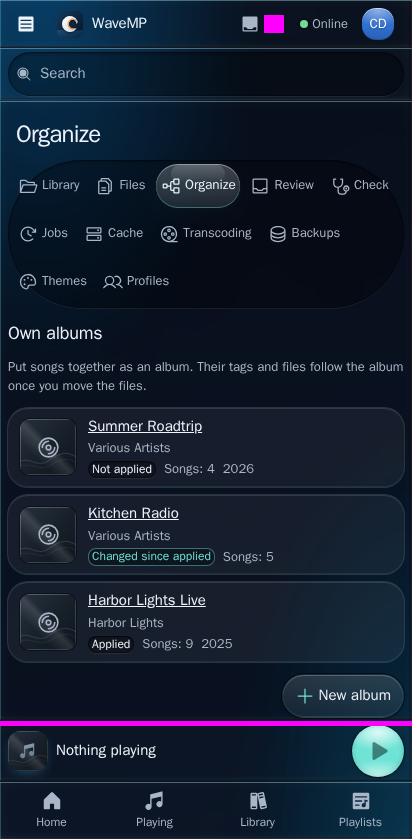 WaveMP
Online
CD
Search
Organize
Library
Files
Organize
Review
Check
Jobs
Cache
Transcoding
Backups
Themes
Profiles
Own albums
Put songs together as an album. Their tags and files follow the album
once you move the files.
Summer Roadtrip
Various Artists
Not applied Songs: 4 2026
Kitchen Radio
Various Artists
Changed since applied Songs: 5
Harbor Lights Live
Harbor Lights
Applied Songs: 9 2025
New album
Nothing playing
Home
Playing
Library
Playlists